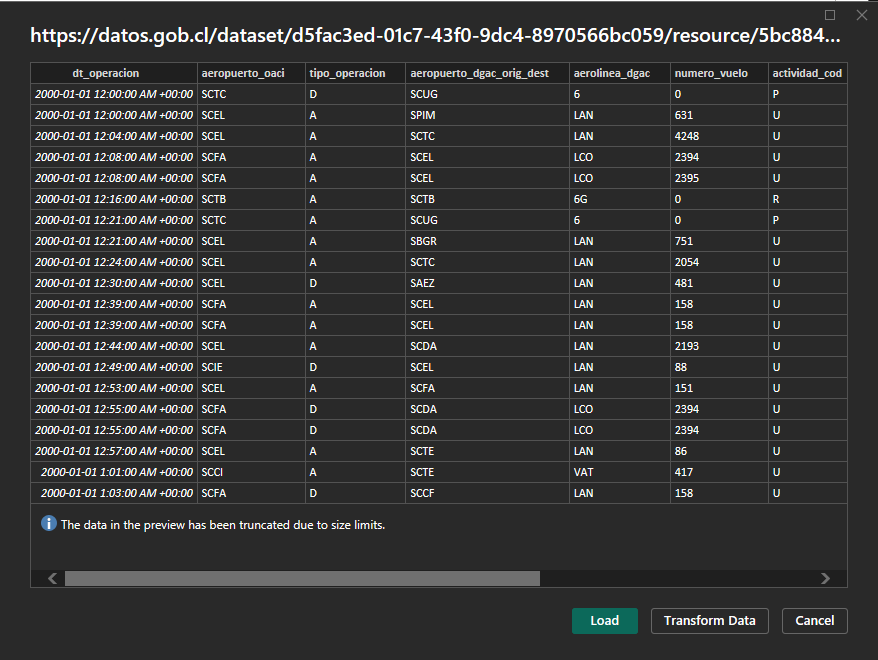 https://datos.gob.cl/dataset/d5fac3ed-01c7-43f0-9dc4-8970566bc059/resource/5bc884...
dt_operacion aeropuerto_oaci tipo_operacion aeropuerto_dgac_orig_dest aerolinea_dgac numero_vuelo actividad_cod
2000-01-01 12:00:00 AM +00:00 SCTC D SCUG 6 0 P
2000-01-01 12:00:00 AM +00:00 SCEL A SPIM LAN 631 U
2000-01-01 12:04:00 AM +00:00 SCEL A SCTC LAN 4248 U
2000-01-01 12:08:00 AM +00:00 SCFA A SCEL LCO 2394 U
2000-01-01 12:08:00 AM +00:00 SCFA A SCEL LCO 2395 U
2000-01-01 12:16:00 AM +00:00 SCTB A SCTB 6G 0 R
2000-01-01 12:21:00 AM +00:00 SCTC A SCUG 6 0 P
2000-01-01 12:21:00 AM +00:00 SCEL A SBGR LAN 751 U
2000-01-01 12:24:00 AM +00:00 SCEL A SCTC LAN 2054 U
2000-01-01 12:30:00 AM +00:00 SCEL D SAEZ LAN 481 U
2000-01-01 12:39:00 AM +00:00 SCFA A SCEL LAN 158 U
2000-01-01 12:39:00 AM +00:00 SCFA A SCEL LAN 158 U
2000-01-01 12:44:00 AM +00:00 SCEL A SCDA LAN 2193 U
2000-01-01 12:49:00 AM +00:00 SCIE D SCEL LAN 88 U
2000-01-01 12:53:00 AM +00:00 SCEL A SCFA LAN 151 U
2000-01-01 12:55:00 AM +00:00 SCFA D SCDA LCO 2394 U
2000-01-01 12:55:00 AM +00:00 SCFA D SCDA LCO 2394 U
2000-01-01 12:57:00 AM +00:00 SCEL A SCTE LAN 86 U
2000-01-01 1:01:00 AM +00:00 SCCI A SCTE VAT 417 U
2000-01-01 1:03:00 AM +00:00 SCFA D SCCF LAN 158 U
The data in the preview has been truncated due to size limits.
Load Transform Data Cancel